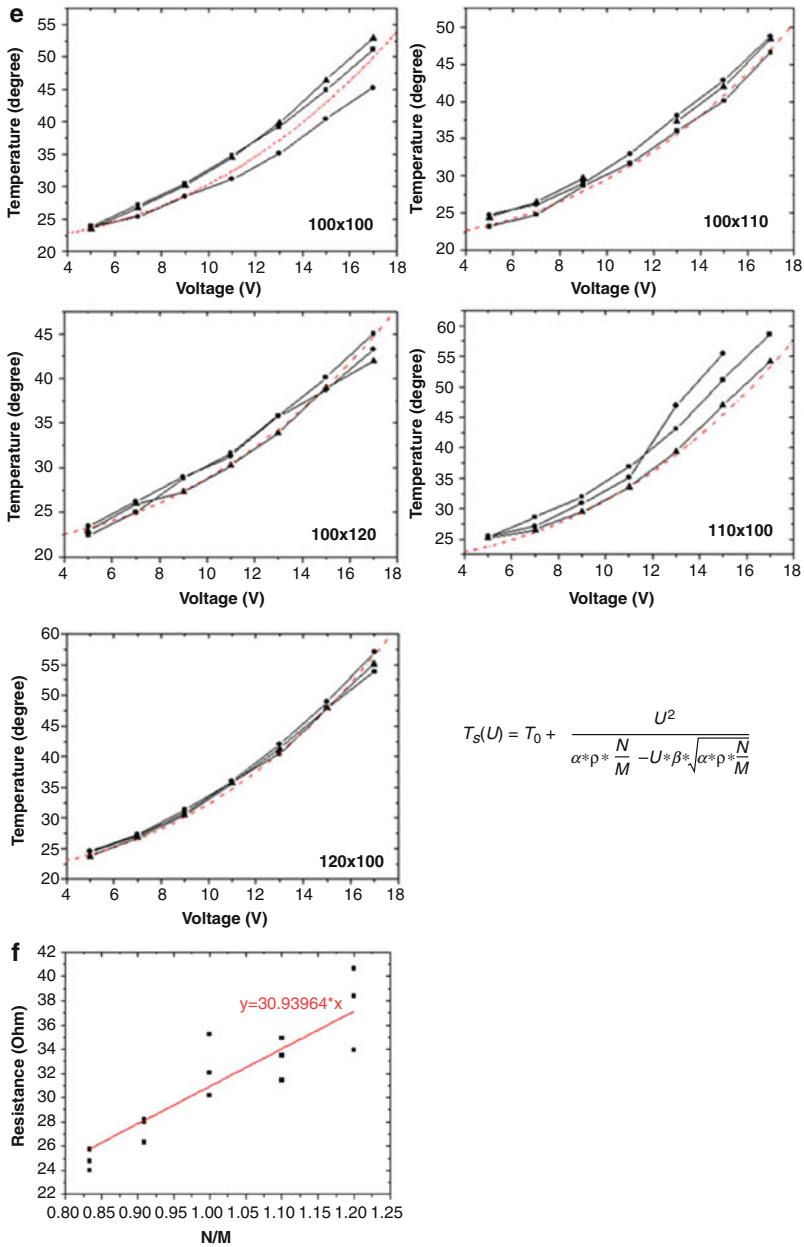 e
Temperature (degree)
55
50
45
40
35
30
25
20
100x100
4 6 8 10 12 14 16 18
Voltage (V)
Temperature (degree)
50
45
40
35
30
25
20
100x110
4 6 8 10 12 14 16 18
Voltage (V)
Temperature (degree)
45
40
35
30
25
20
100x120
4 6 8 10 12 14 16 18
Voltage (V)
Temperature (degree)
60
55
50
45
40
35
30
25
110x100
4 6 8 10 12 14 16 18
Voltage (V)
Temperature (degree)
60
55
50
45
40
35
30
25
20
120x100
4 6 8 10 12 14 16 18
Voltage (V)
T_S(U) = T_0 + U^2 / (α*ρ* N/M −U*β*√(α*ρ*N/M))
f
Resistance (Ohm)
42
40
38
36
34
32
30
28
26
24
22
y=30.93964*x
0.80 0.85 0.90 0.95 1.00 1.05 1.10 1.15 1.20 1.25
N/M